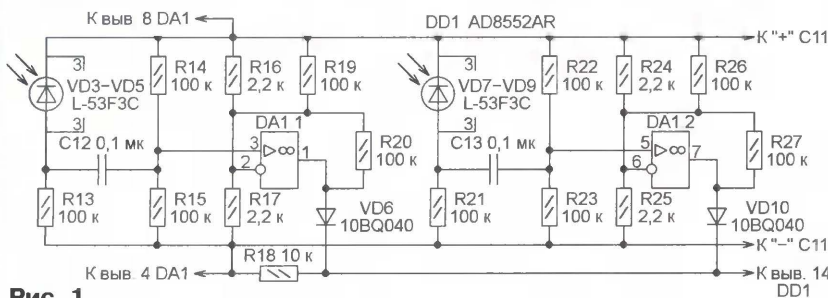 К выв. 8 DA1
DD1 AD8552AR
К "+" C11
3
VD3–VD5
L-53F3C
3
R14
100 к
R16
2,2 к
R19
100 к
3
VD7–VD9
L-53F3C
3
R22
100 к
R24
2,2 к
R26
100 к
C12 0,1 мк
DA1.1
3
2
▷∞
1
R20
100 к
C13 0,1 мк
DA1.2
5
6
▷∞
7
R27
100 к
R13
100 к
R15
100 к
R17
2,2 к
VD6
10BQ040
R21
100 к
R23
100 к
R25
2,2 к
VD10
10BQ040
К "–" C11
К выв. 4 DA1
R18 10 к
К выв. 14
DD1
Рис. 1